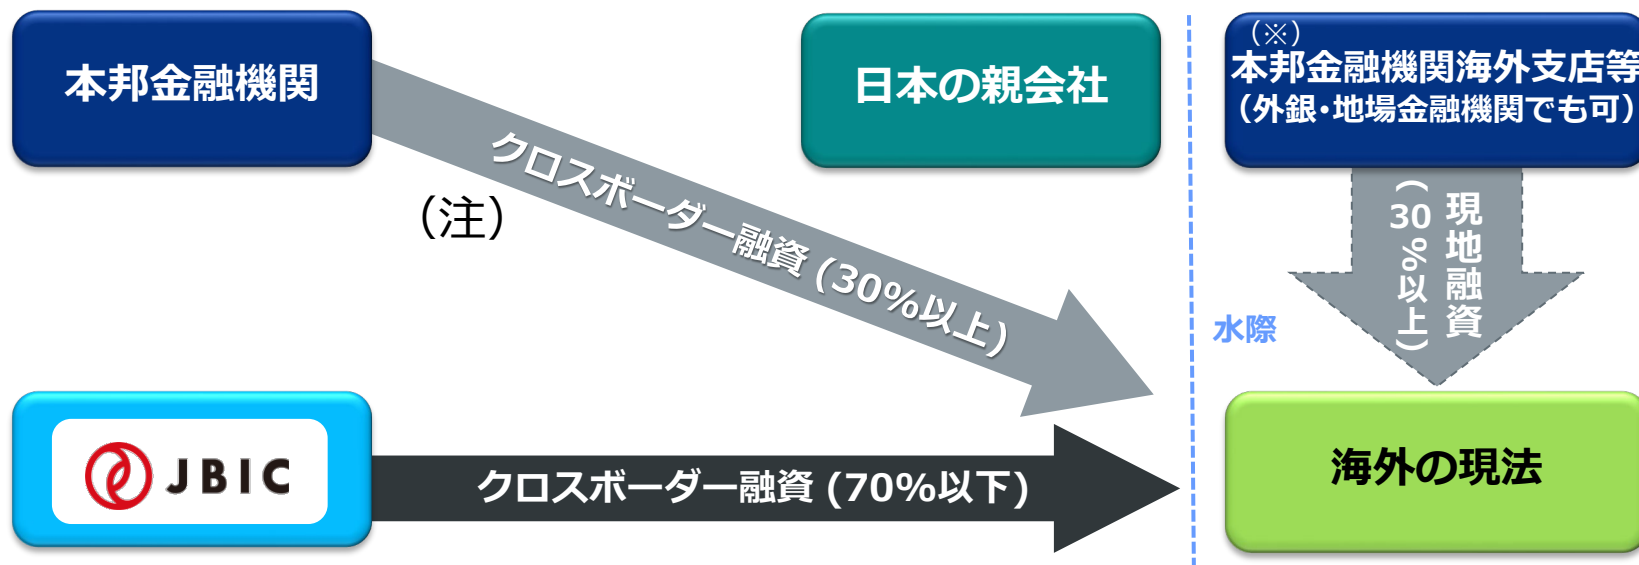 本邦金融機関
日本の親会社
（※）
本邦金融機関海外支店等
（外銀・地場金融機関でも可）
クロスボーダー融資 (30%以上)
（注）
現地融資
（30%以上）
水際
JBIC
クロスボーダー融資 (70%以下)
海外の現法